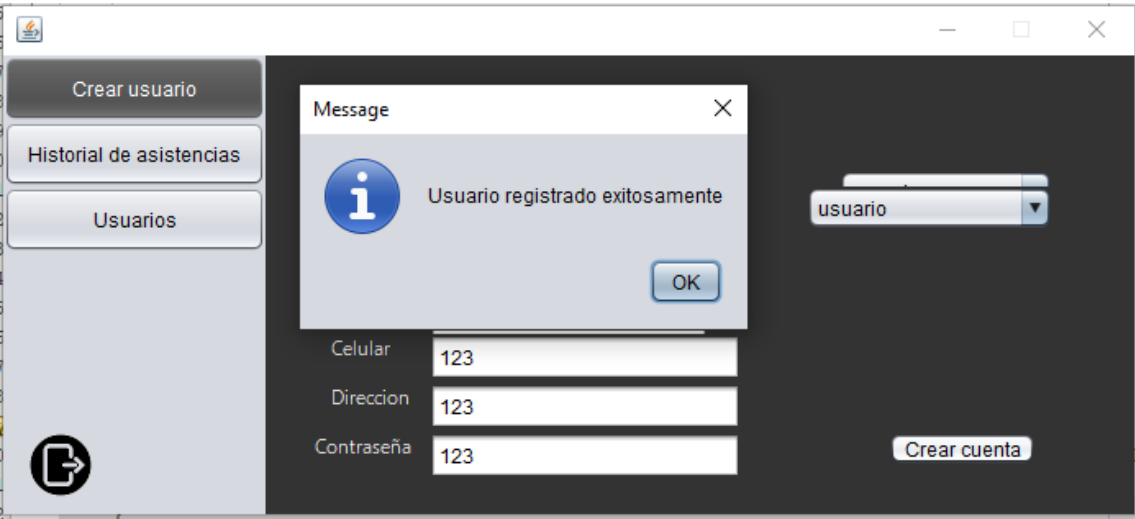 Crear usuario
Historial de asistencias
Usuarios
Message
Usuario registrado exitosamente
OK
usuario
Celular
123
Direccion
123
Contraseña
123
Crear cuenta